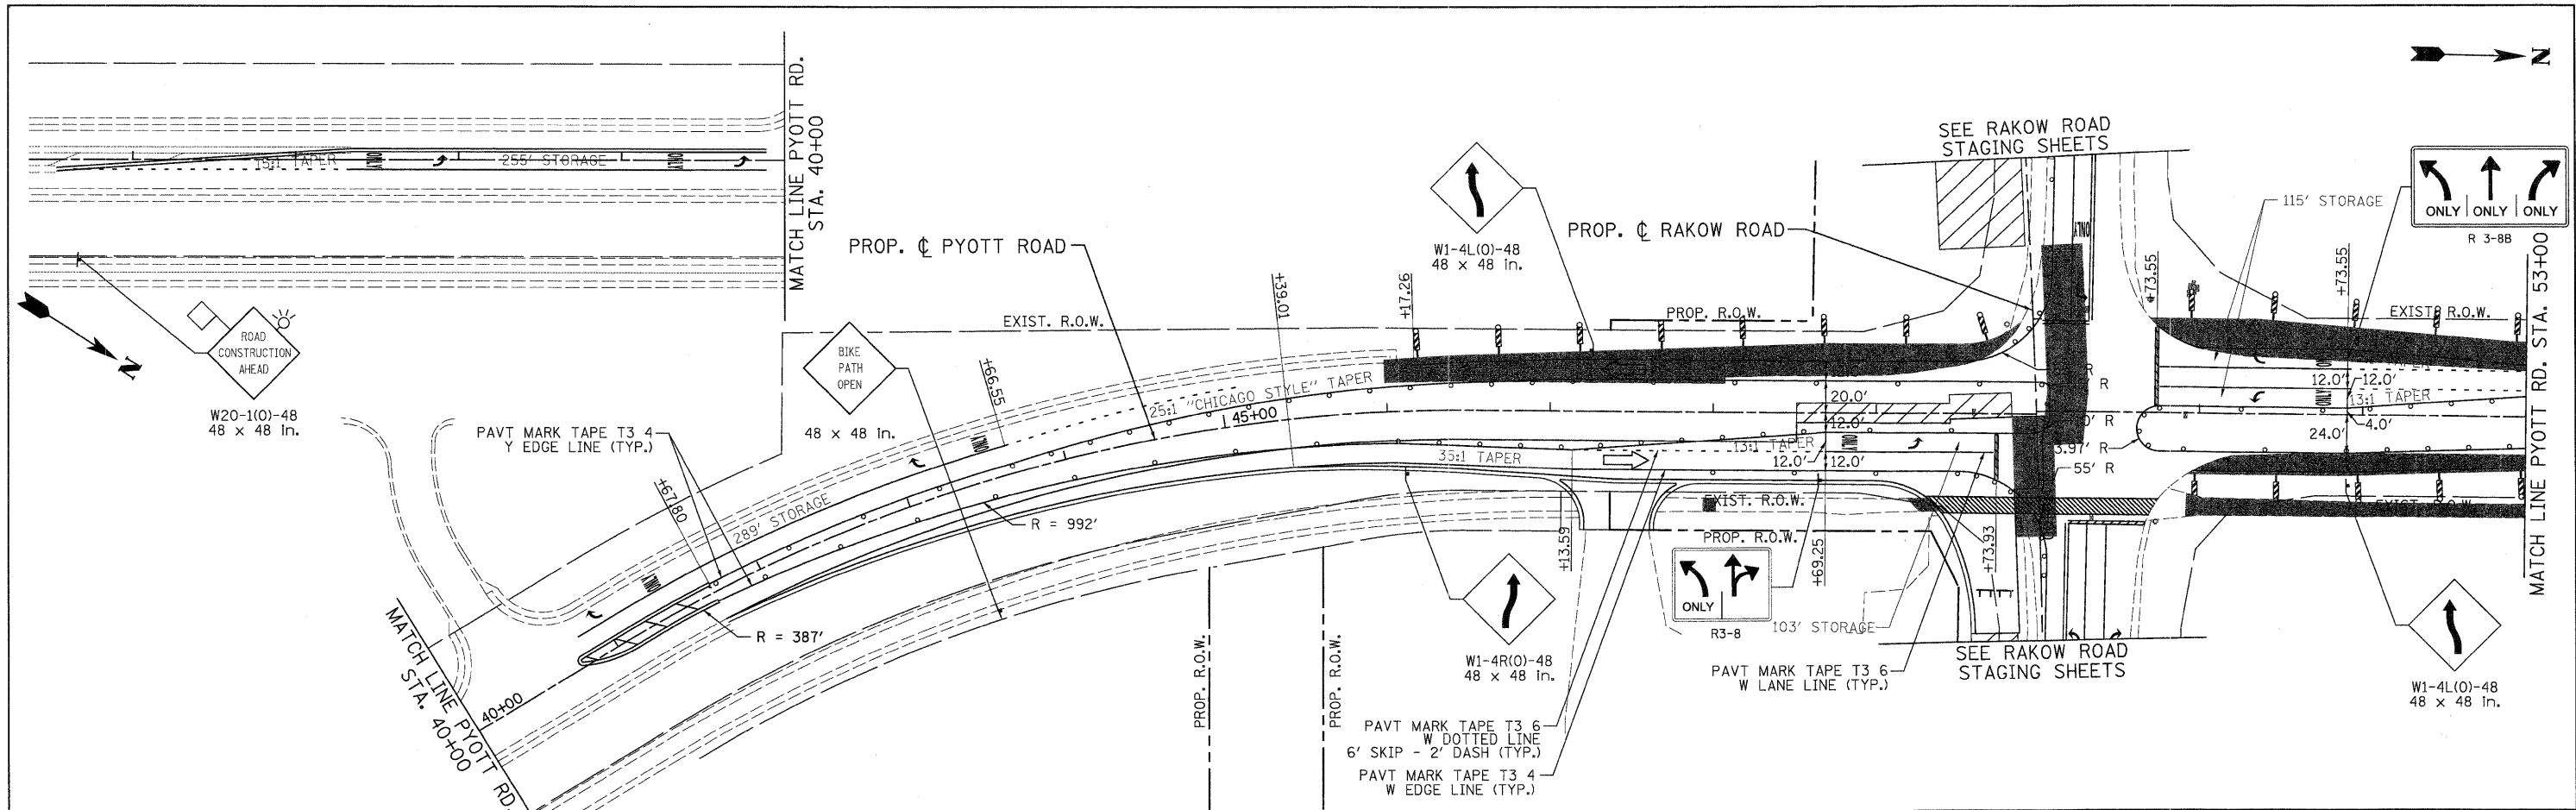 15:1 TAPER
ONLY
255' STORAGE
ONLY
MATCH LINE PYOTT RD.
STA. 40+00
N
ROAD
CONSTRUCTION
AHEAD
W20-1(O)-48
48 x 48 in.
BIKE
PATH
OPEN
48 x 48 in.
PROP. ℄ PYOTT ROAD
EXIST. R.O.W.
PAVT MARK TAPE T3 4
Y EDGE LINE (TYP.)
+67.80
+66.55
289' STORAGE
ONLY
ONLY
25:1 "CHICAGO STYLE" TAPER
45+00
+39.01
+17.26
R = 992'
R = 387'
40+00
MATCH LINE PYOTT RD.
STA. 40+00
W1-4L(O)-48
48 x 48 in.
PROP. ℄ RAKOW ROAD
PROP. R.O.W.
SEE RAKOW ROAD
STAGING SHEETS
ONLY
N
115' STORAGE
ONLY
ONLY
ONLY
R 3-8B
+73.55
+73.55
EXIST. R.O.W.
ONLY
12.0'
12.0'
ONLY
13:1 TAPER
4.0'
24.0'
R
R
0' R
3.97' R
55' R
20.0'
12.0'
13:1 TAPER
ONLY
35:1 TAPER
12.0'
12.0'
EXIST. R.O.W.
EXIST. R.O.W.
PROP. R.O.W.
+13.59
+69.25
+73.93
ONLY
R3-8
103' STORAGE
W1-4R(O)-48
48 x 48 in.
PAVT MARK TAPE T3 6
W LANE LINE (TYP.)
SEE RAKOW ROAD
STAGING SHEETS
W1-4L(O)-48
48 x 48 in.
MATCH LINE PYOTT RD. STA. 53+00
PROP. R.O.W.
PROP. R.O.W.
PAVT MARK TAPE T3 6
W DOTTED LINE
6' SKIP - 2' DASH (TYP.)
PAVT MARK TAPE T3 4
W EDGE LINE (TYP.)